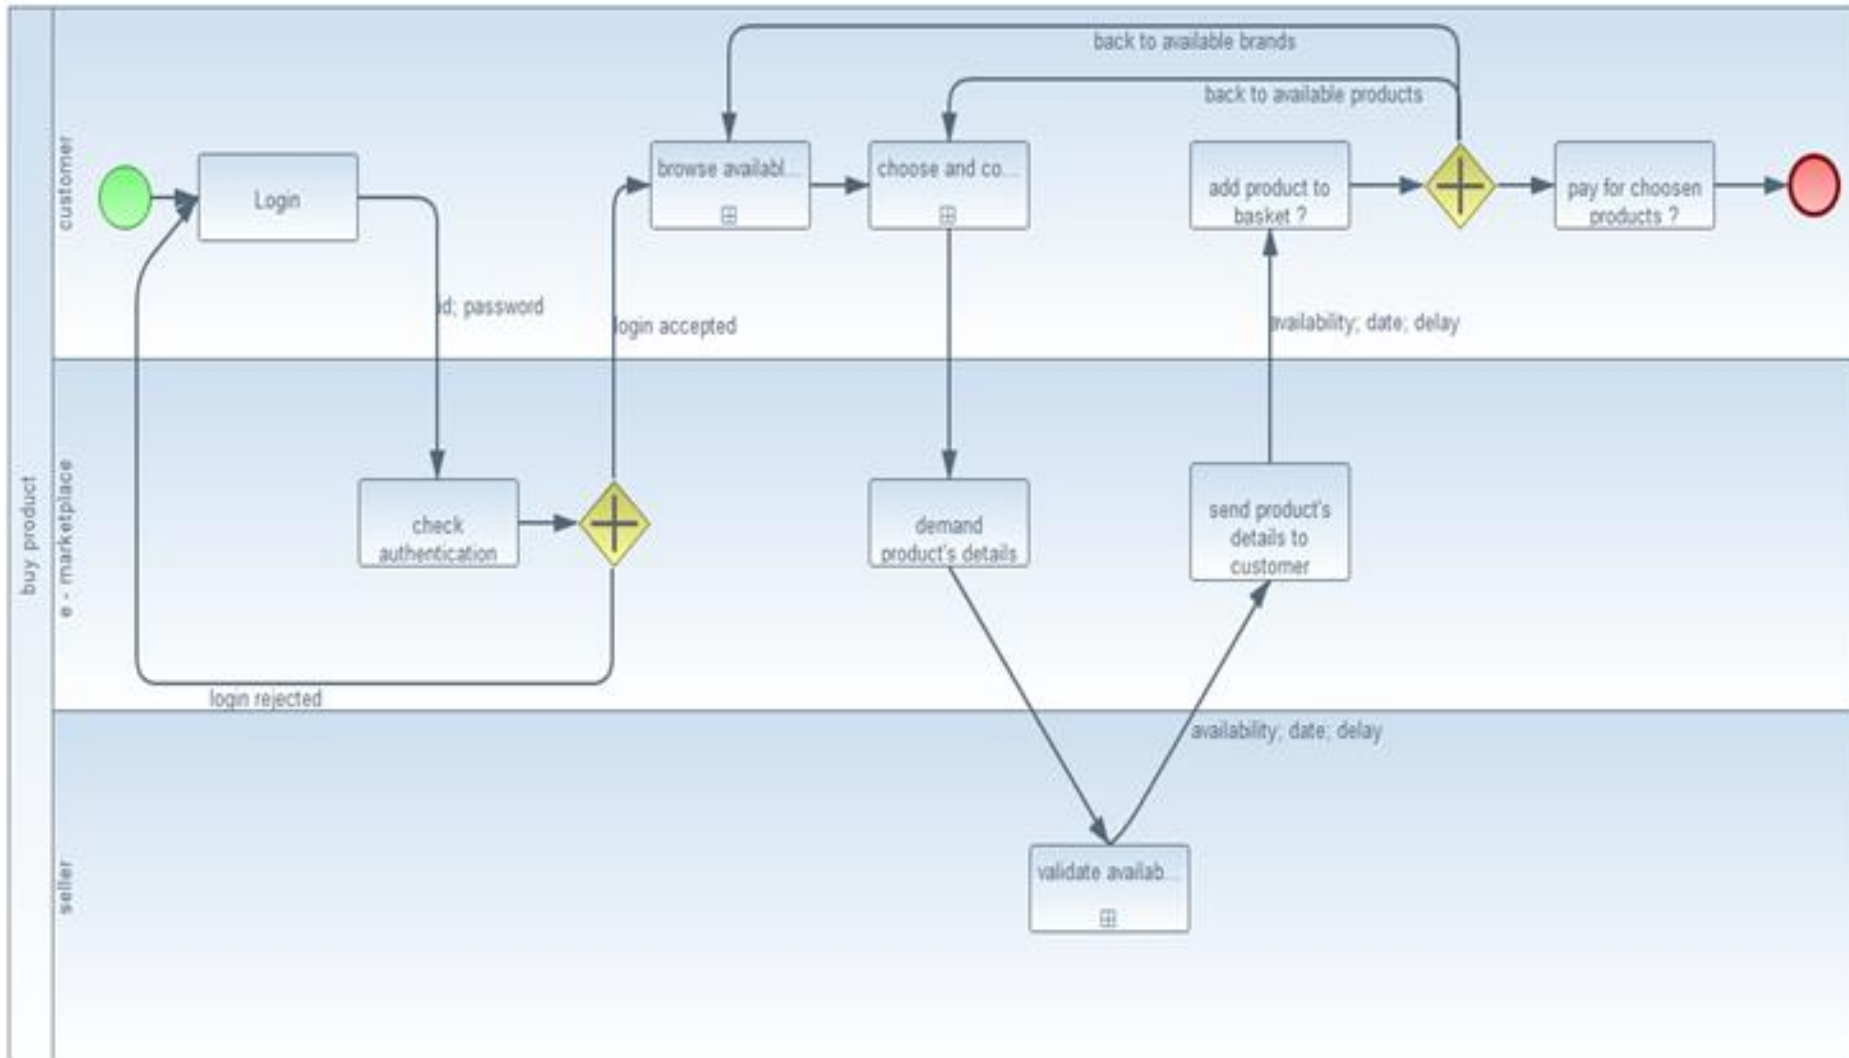 back to available brands
back to available products
customer
Login
browse availabl...
choose and co...
add product to
basket ?
pay for choosen
products ?
id; password
login accepted
availability; date; delay
buy product
e - marketplace
check
authentication
demand
product's details
send product's
details to
customer
login rejected
availability; date; delay
seller
validate availab...